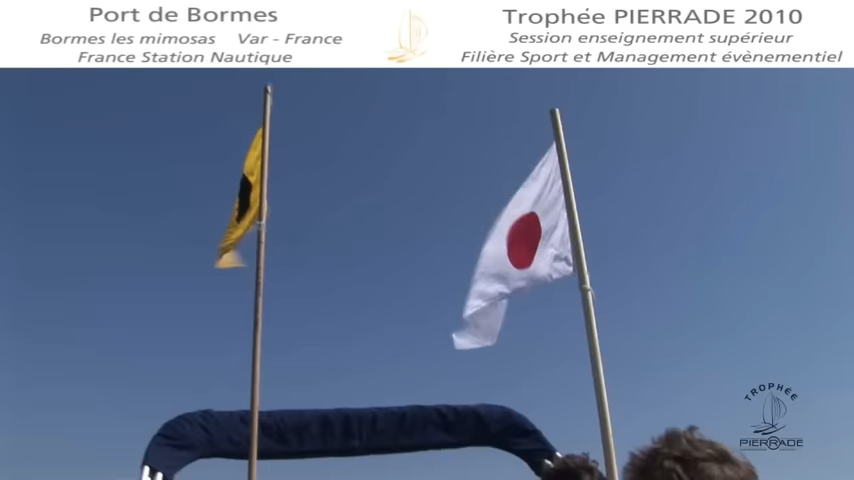 Port de Bormes
Bormes les mimosas Var - France
France Station Nautique
Trophée PIERRADE 2010
Session enseignement supérieur
Filière Sport et Management évènementiel
TROPHÉE
PIERRADE